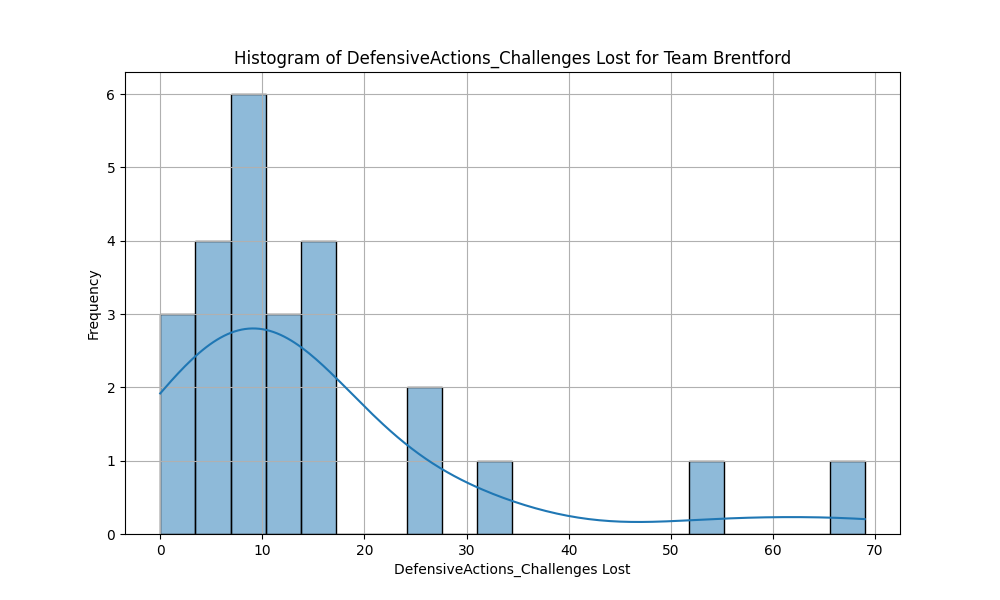 Histogram of DefensiveActions_Challenges Lost for Team Brentford
6
5
4
3
2
1
0
Frequency
0 10 20 30 40 50 60 70
DefensiveActions_Challenges Lost